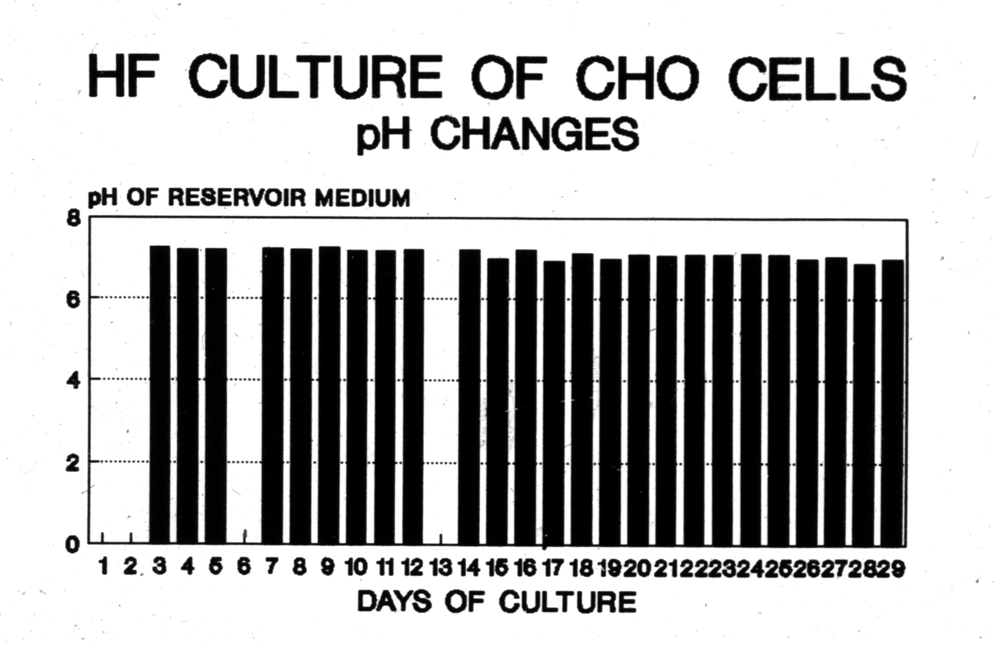 HF CULTURE OF CHO CELLS
pH CHANGES
pH OF RESERVOIR MEDIUM
8
6
4
2
0
1 2 3 4 5 6 7 8 9 10 11 12 13 14 15 16 17 18 19 20 21 22 23 24 25 26 27 28 29
DAYS OF CULTURE